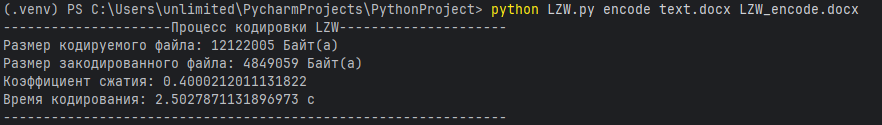 (.venv) PS C:\Users\unlimited\PycharmProjects\PythonProject> python LZW.py encode text.docx LZW_encode.docx
--------------------Процесс кодировки LZW--------------------
Размер кодируемого файла: 12122005 Байт(а)
Размер закодированного файла: 4849059 Байт(а)
Коэффициент сжатия: 0.4000212011131822
Время кодирования: 2.5027871131896973 с
-------------------------------------------------------------